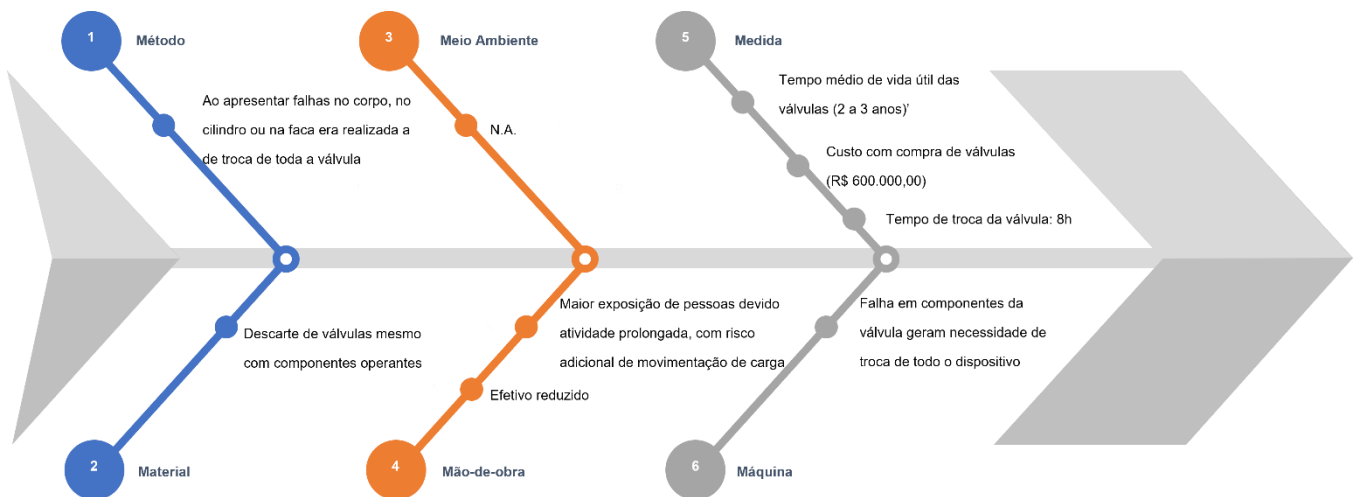 1
Método
Ao apresentar falhas no corpo, no
cilindro ou na faca era realizada a
de troca de toda a válvula
3
Meio Ambiente
N.A.
5
Medida
Tempo médio de vida útil das
válvulas (2 a 3 anos)'
Custo com compra de válvulas
(R$ 600.000,00)
Tempo de troca da válvula: 8h
Descarte de válvulas mesmo
com componentes operantes
2
Material
Maior exposição de pessoas devido
atividade prolongada, com risco
adicional de movimentação de carga
Efetivo reduzido
4
Mão-de-obra
Falha em componentes da
válvula geram necessidade de
troca de todo o dispositivo
6
Máquina